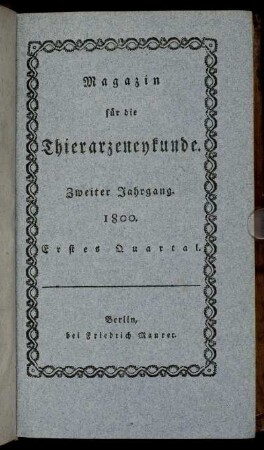 Magazin
für die
Thierarzeneykunde.
Zweiter Jahrgang.
1800.
Erstes Quartal.
Berlin,
bei Friedrich Maurer.